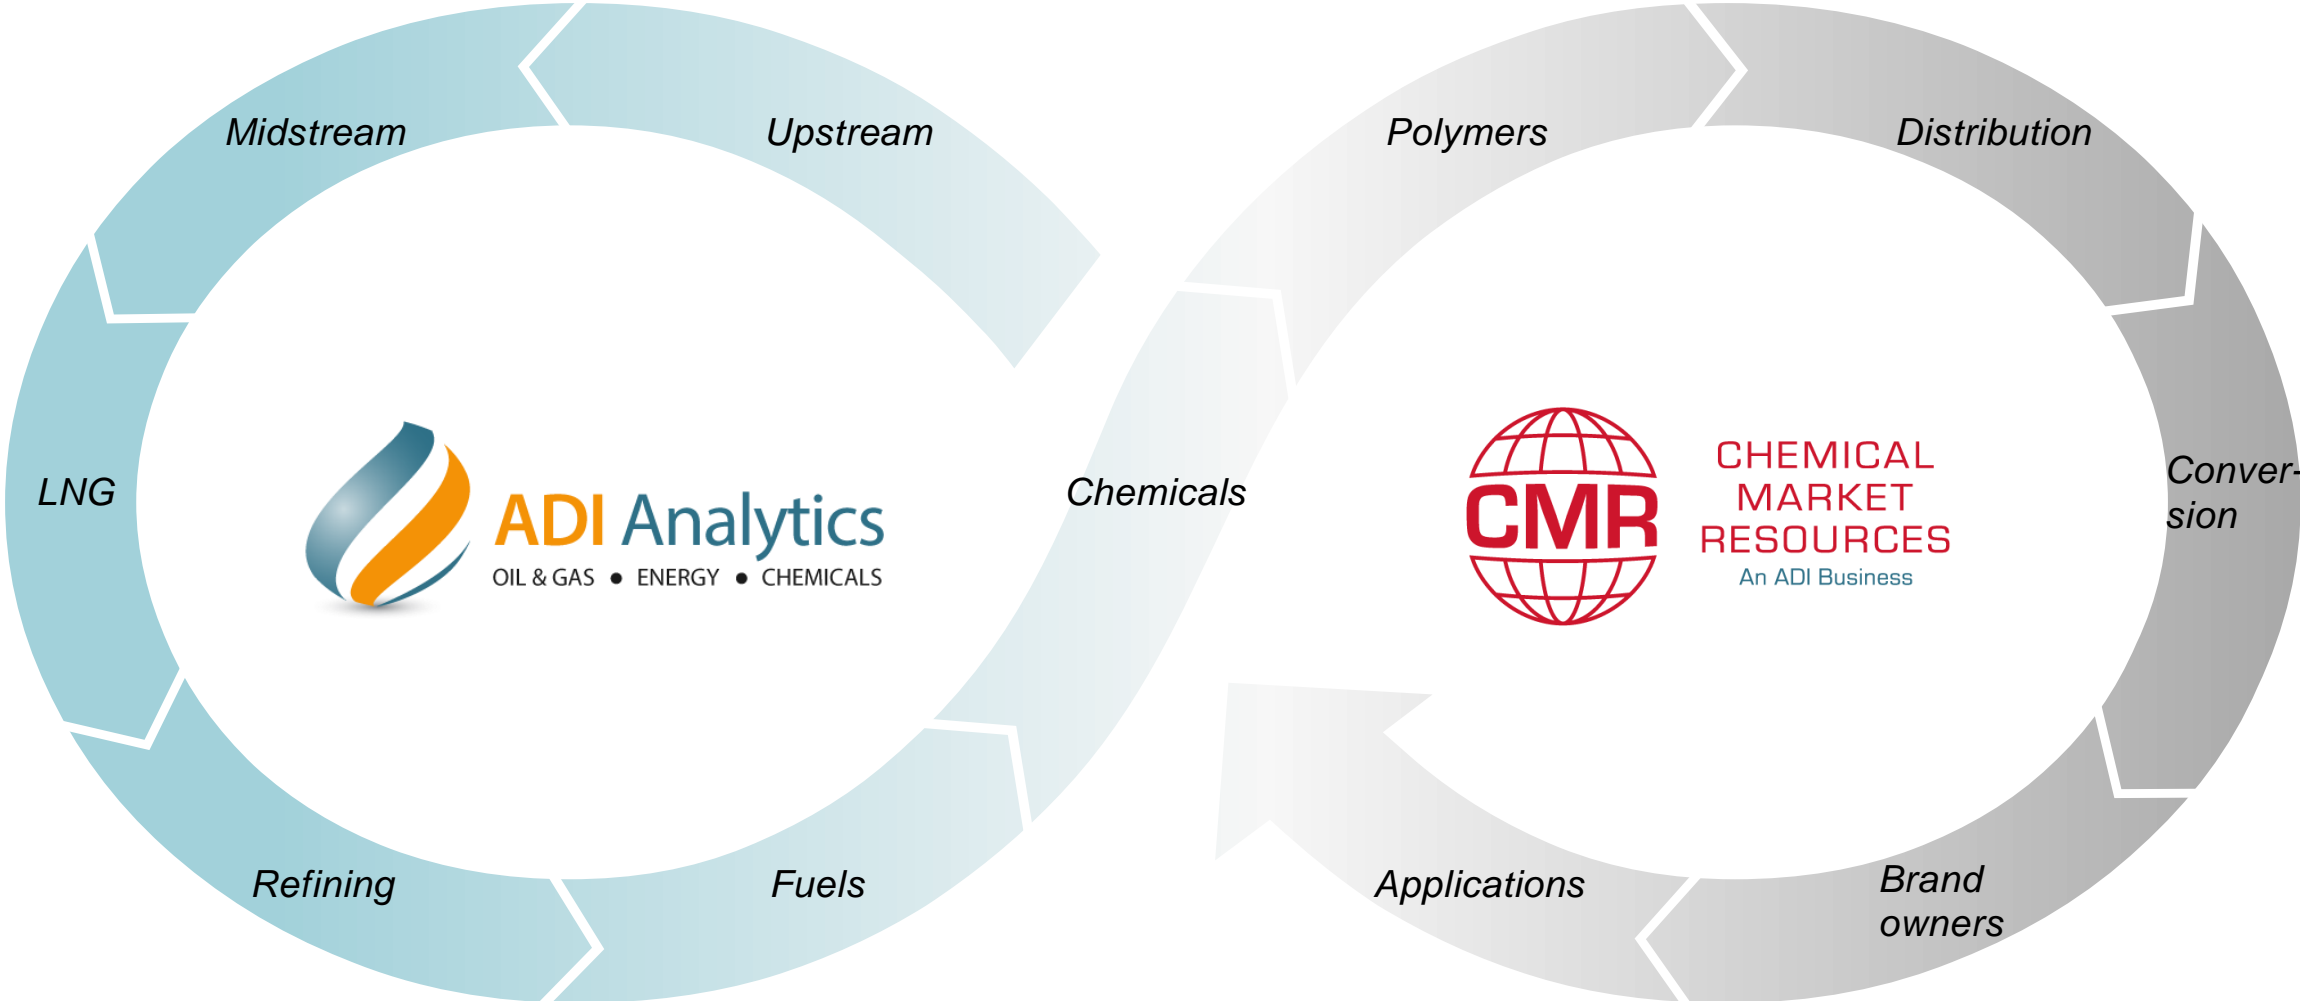 Midstream
Upstream
Polymers
Distribution
LNG
ADI Analytics
OIL & GAS ● ENERGY ● CHEMICALS
Chemicals
CMR
CHEMICAL
MARKET
RESOURCES
An ADI Business
Conver-
sion
Refining
Fuels
Applications
Brand
owners